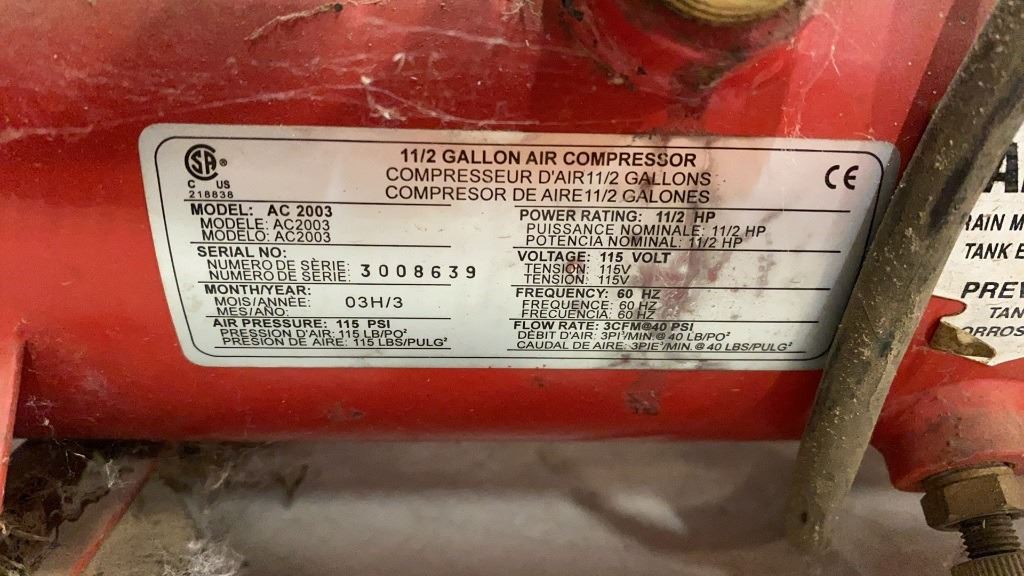 SA®
C US
218838
11/2 GALLON AIR COMPRESSOR
COMPRESSEUR D'AIR11/2 GALLONS
COMPRESOR DE AIRE11/2 GALONES
CE
MODEL: AC 2003
MODELE: AC2003
MODELO: AC2003
SERIAL NO:
NUMERO DE SÈRIE:
NUMERO DE SERIE:
3008639
MONTH/YEAR:
MOIS/ANNÈE:
MES/AÑO:
03H/3
AIR PRESSURE: 115 PSI
PRESSION D'AIR: 115 LB/PO²
PRESION DE AIRE: 115 LBS/PULG²
POWER RATING: 11/2 HP
PUISSANCE NOMINALE: 11/2 HP
POTENCIA NOMINAL: 11/2 HP
VOLTAGE: 115 VOLT
TENSION: 115V
TENSION: 115V
FREQUENCY: 60 HZ
FREQUENCE: 60 HZ
FRECUENCIA: 60 HZ
FLOW RATE: 3CFM@40 PSI
DÉBIT D'AIR: 3PI³/MIN.@ 40 LB/PO²
CAUDAL DE AIRE: 3PIE³/MIN.@ 40 LBS/PULG²
TANK
PREV
TAN